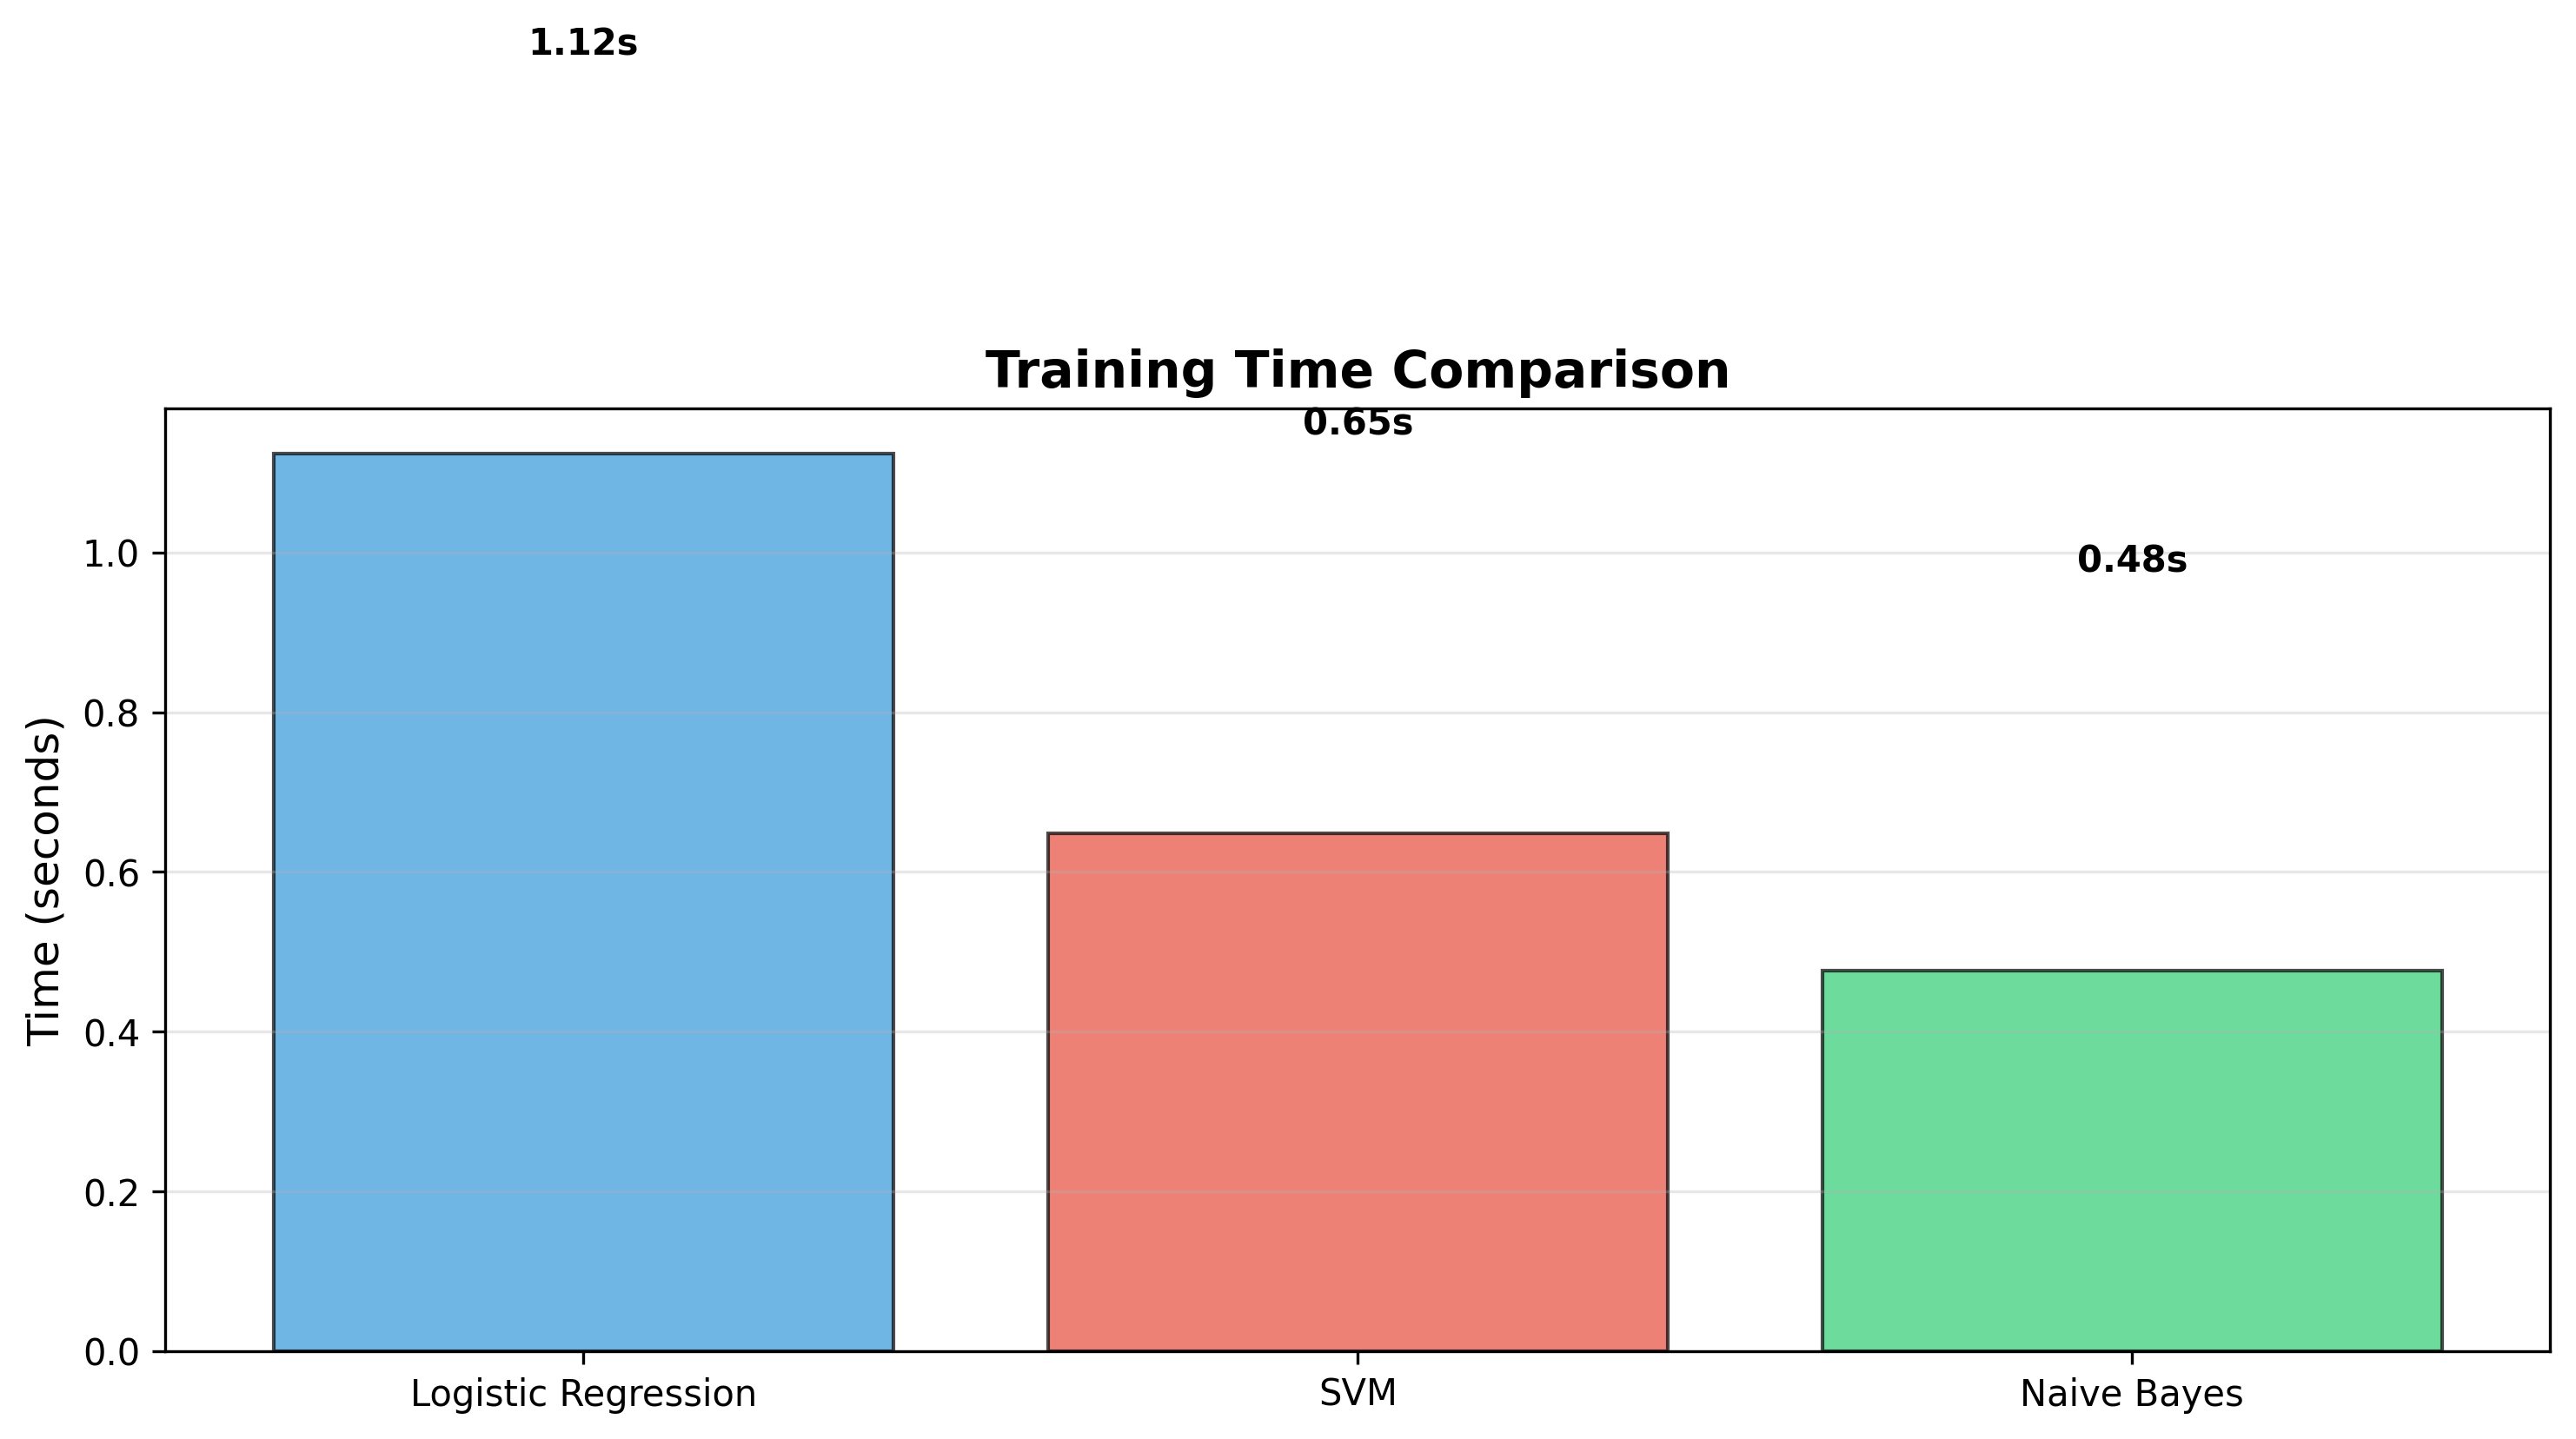 1.12s
Training Time Comparison
0.65s
0.48s
Time (seconds)
1.0
0.8
0.6
0.4
0.2
0.0
Logistic Regression
SVM
Naive Bayes